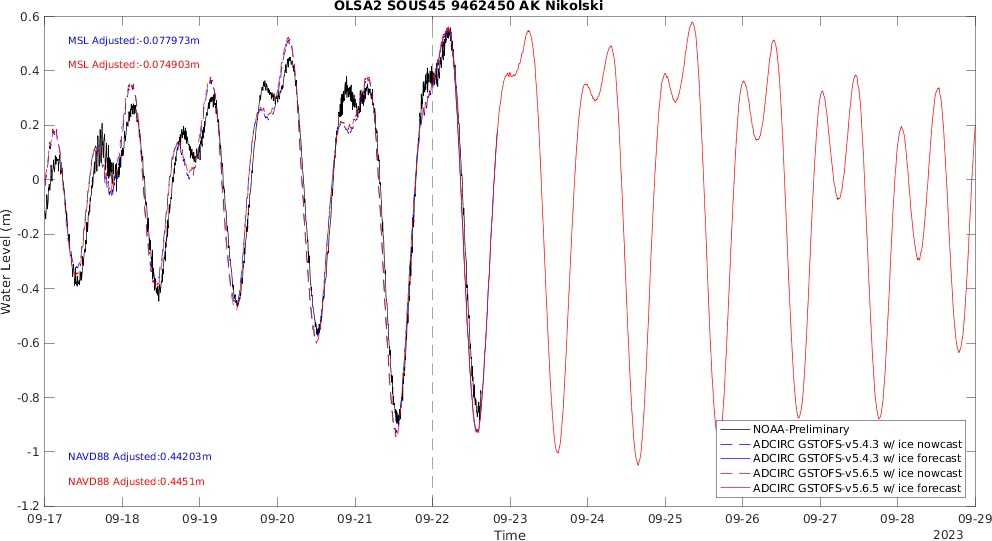 OLSA2 SOUS45 9462450 AK Nikolski
MSL Adjusted:-0.077973m
MSL Adjusted:-0.074903m
NAVD88 Adjusted:0.44203m
NAVD88 Adjusted:0.4451m
Water Level (m)
0.6
0.4
0.2
0
-0.2
-0.4
-0.6
-0.8
-1
-1.2
NOAA-Preliminary
ADCIRC GSTOFS-v5.4.3 w/ ice nowcast
ADCIRC GSTOFS-v5.4.3 w/ ice forecast
ADCIRC GSTOFS-v5.6.5 w/ ice nowcast
ADCIRC GSTOFS-v5.6.5 w/ ice forecast
09-17 09-18 09-19 09-20 09-21 09-22 09-23 09-24 09-25 09-26 09-27 09-28 09-29
Time
2023